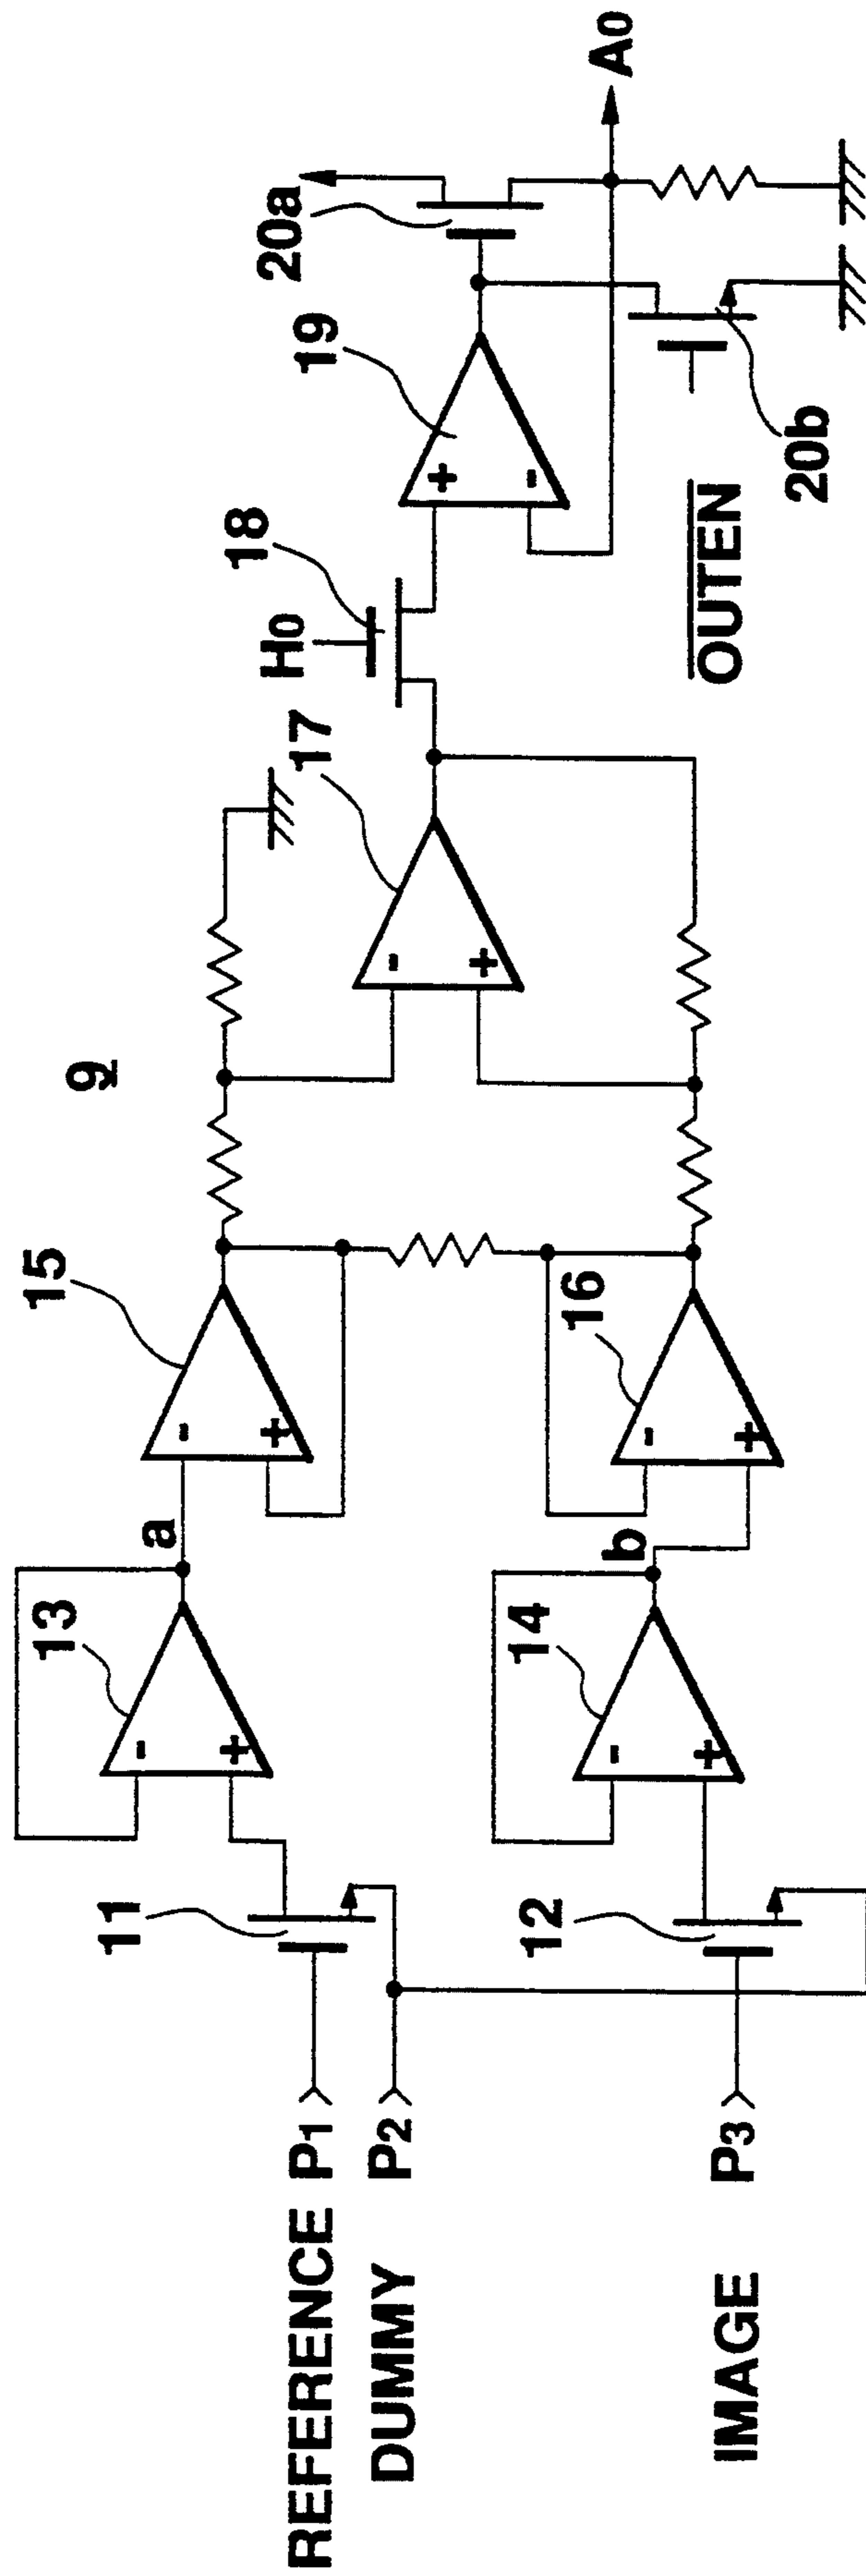 REFERENCE P1
DUMMY P2
IMAGE P3
11
12
13
14
a
b
15
16
9
17
H0
18
19
20a
20b
OUTEN
A0
-
+
-
+
-
+
-
+
-
+
+
-